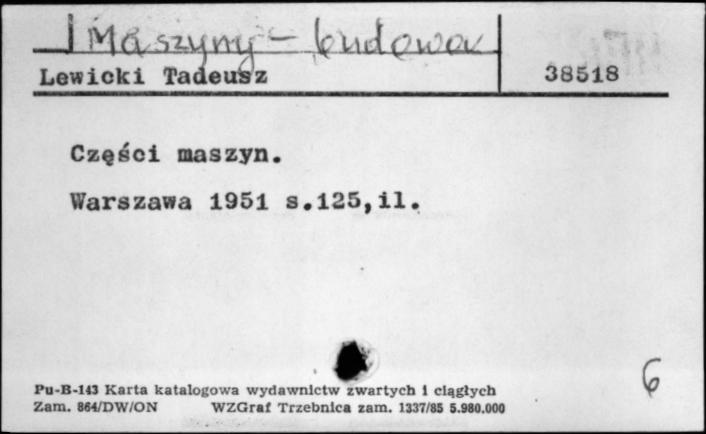 Maszyny - budowa
Lewicki Tadeusz 38518
Części maszyn.
Warszawa 1951 s.125,il.
6
Pu-B-143 Karta katalogowa wydawnictw zwartych i ciągłych
Zam. 864/DW/ON WZGraf Trzebnica zam. 1337/85 5.980.000